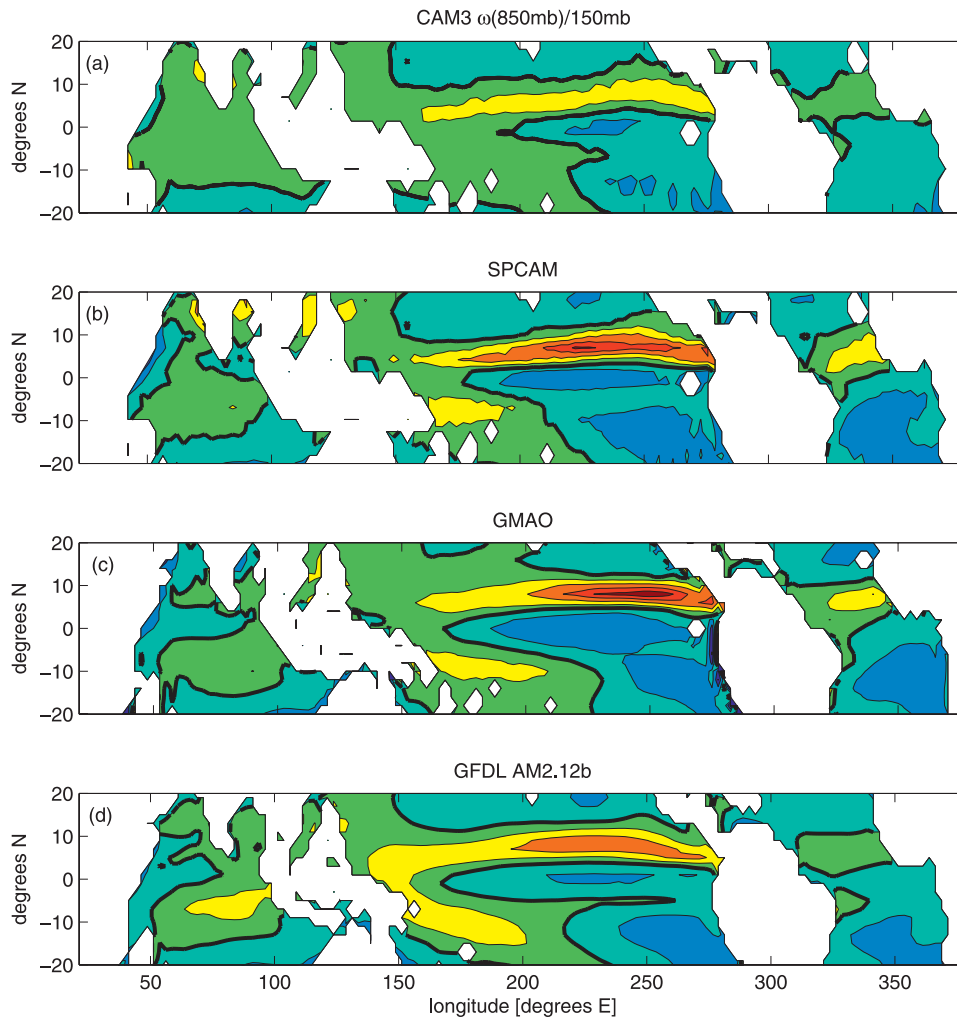 CAM3 ω(850mb)/150mb
(a)
20
10
0
−10
−20
degrees N
SPCAM
(b)
20
10
0
−10
−20
degrees N
GMAO
(c)
20
10
0
−10
−20
degrees N
GFDL AM2.12b
(d)
20
10
0
−10
−20
degrees N
50 100 150 200 250 300 350
longitude [degrees E]